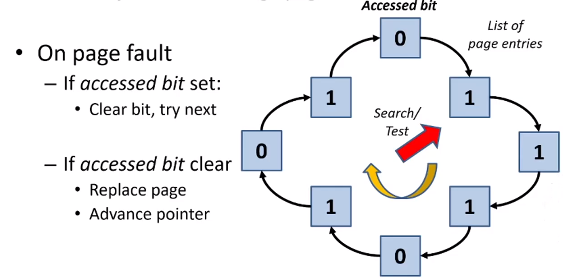 • On page fault
– If accessed bit set:
• Clear bit, try next
– If accessed bit clear
• Replace page
• Advance pointer
Accessed bit
List of
page entries
Search/
Test
0
1
1
0
1
1
1
0